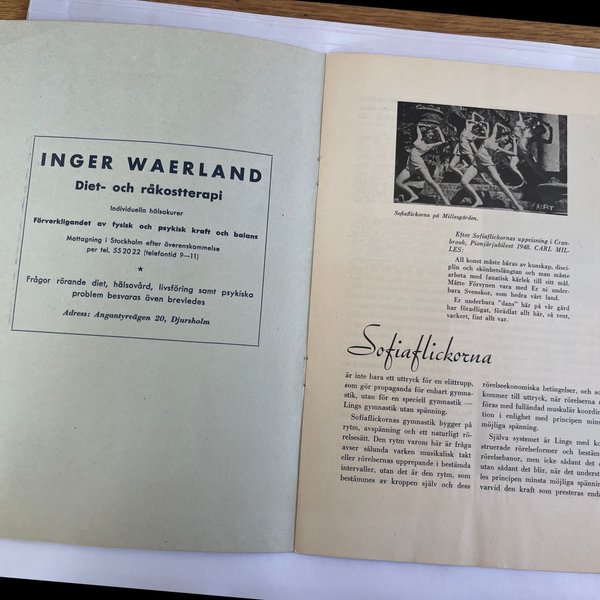 INGER WAERLAND
Diet- och råkostterapi
Individuella hälsokurer
Förverkligandet av fysisk och psykisk kraft och balans
Mottagning i Stockholm efter överenskommelse
per tel. 55 20 22 (telefontid 9—11)
★
Frågor rörande diet, hälsovård, livsföring samt psykiska
problem besvaras även brevledes
Adress: Angantyrvägen 20, Djursholm
Sofiaflickorna på Millesgården.
Efter Sofiaflickornas uppvisning i Cran-
brook, Pionjärjubileet 1948. CARL MIL-
LES:
All konst måste bäras av kunskap, disci-
plin och skönhetslängtan och man måste
arbeta med fanatisk kärlek till sitt mål.
Måtte Försynen vara med Er ni under-
bara Svenskor, som hedra vårt land.
Er underbara "dans" här på vår gård
har förädligat, förädlat allt här, så rent,
vackert, fint allt var.
Sofiaflickorna
är inte bara ett uttryck för en elittrupp,
som gör propaganda för enbart gymna-
stik, utan för en speciell gymnastik —
Lings gymnastik utan spänning.
Sofiaflickornas gymnastik bygger på
rytm, avspänning och ett naturligt rö-
relsesätt. Den rytm varom här är fråga
avser sålunda varken musikalisk takt
eller rörelsernas upprepande i bestämda
intervaller, utan det är den rytm, som
bestämmes av kroppen själv och dess
rörelseekonomiska betingelser, och so
kommer till uttryck, när rörelserna u
föras med fulländad muskulär koordi
tion i enlighet med principen mins
möjliga spänning.
Själva systemet är Lings med ko
struerade rörelseformer och bestäm
rörelsebanor, men icke sådant det
utan sådant det blir, när det under
les principen minsta möjliga spänni
varvid den kraft som presteras ende